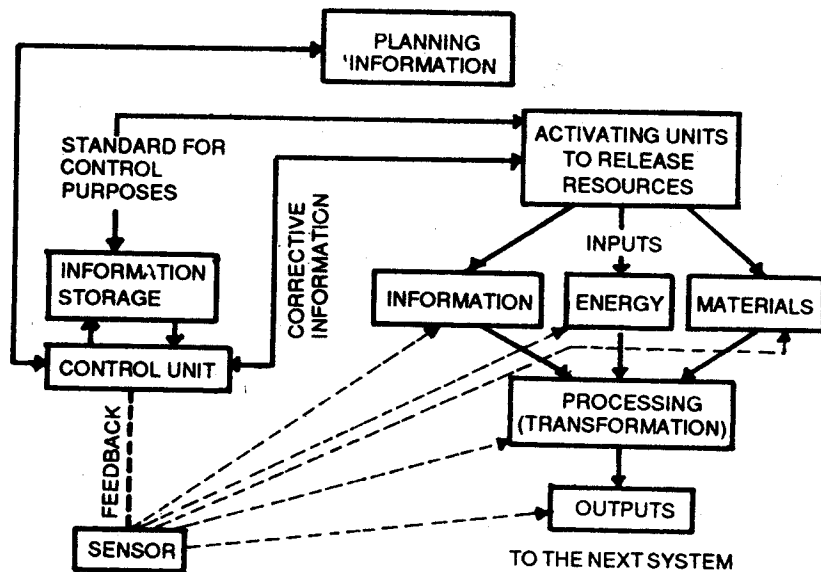 PLANNING
'INFORMATION
STANDARD FOR
CONTROL
PURPOSES
ACTIVATING UNITS
TO RELEASE
RESOURCES
CORRECTIVE
INFORMATION
INPUTS
INFORMATION
STORAGE
INFORMATION
ENERGY
MATERIALS
CONTROL UNIT
PROCESSING
(TRANSFORMATION)
FEEDBACK
OUTPUTS
SENSOR
TO THE NEXT SYSTEM